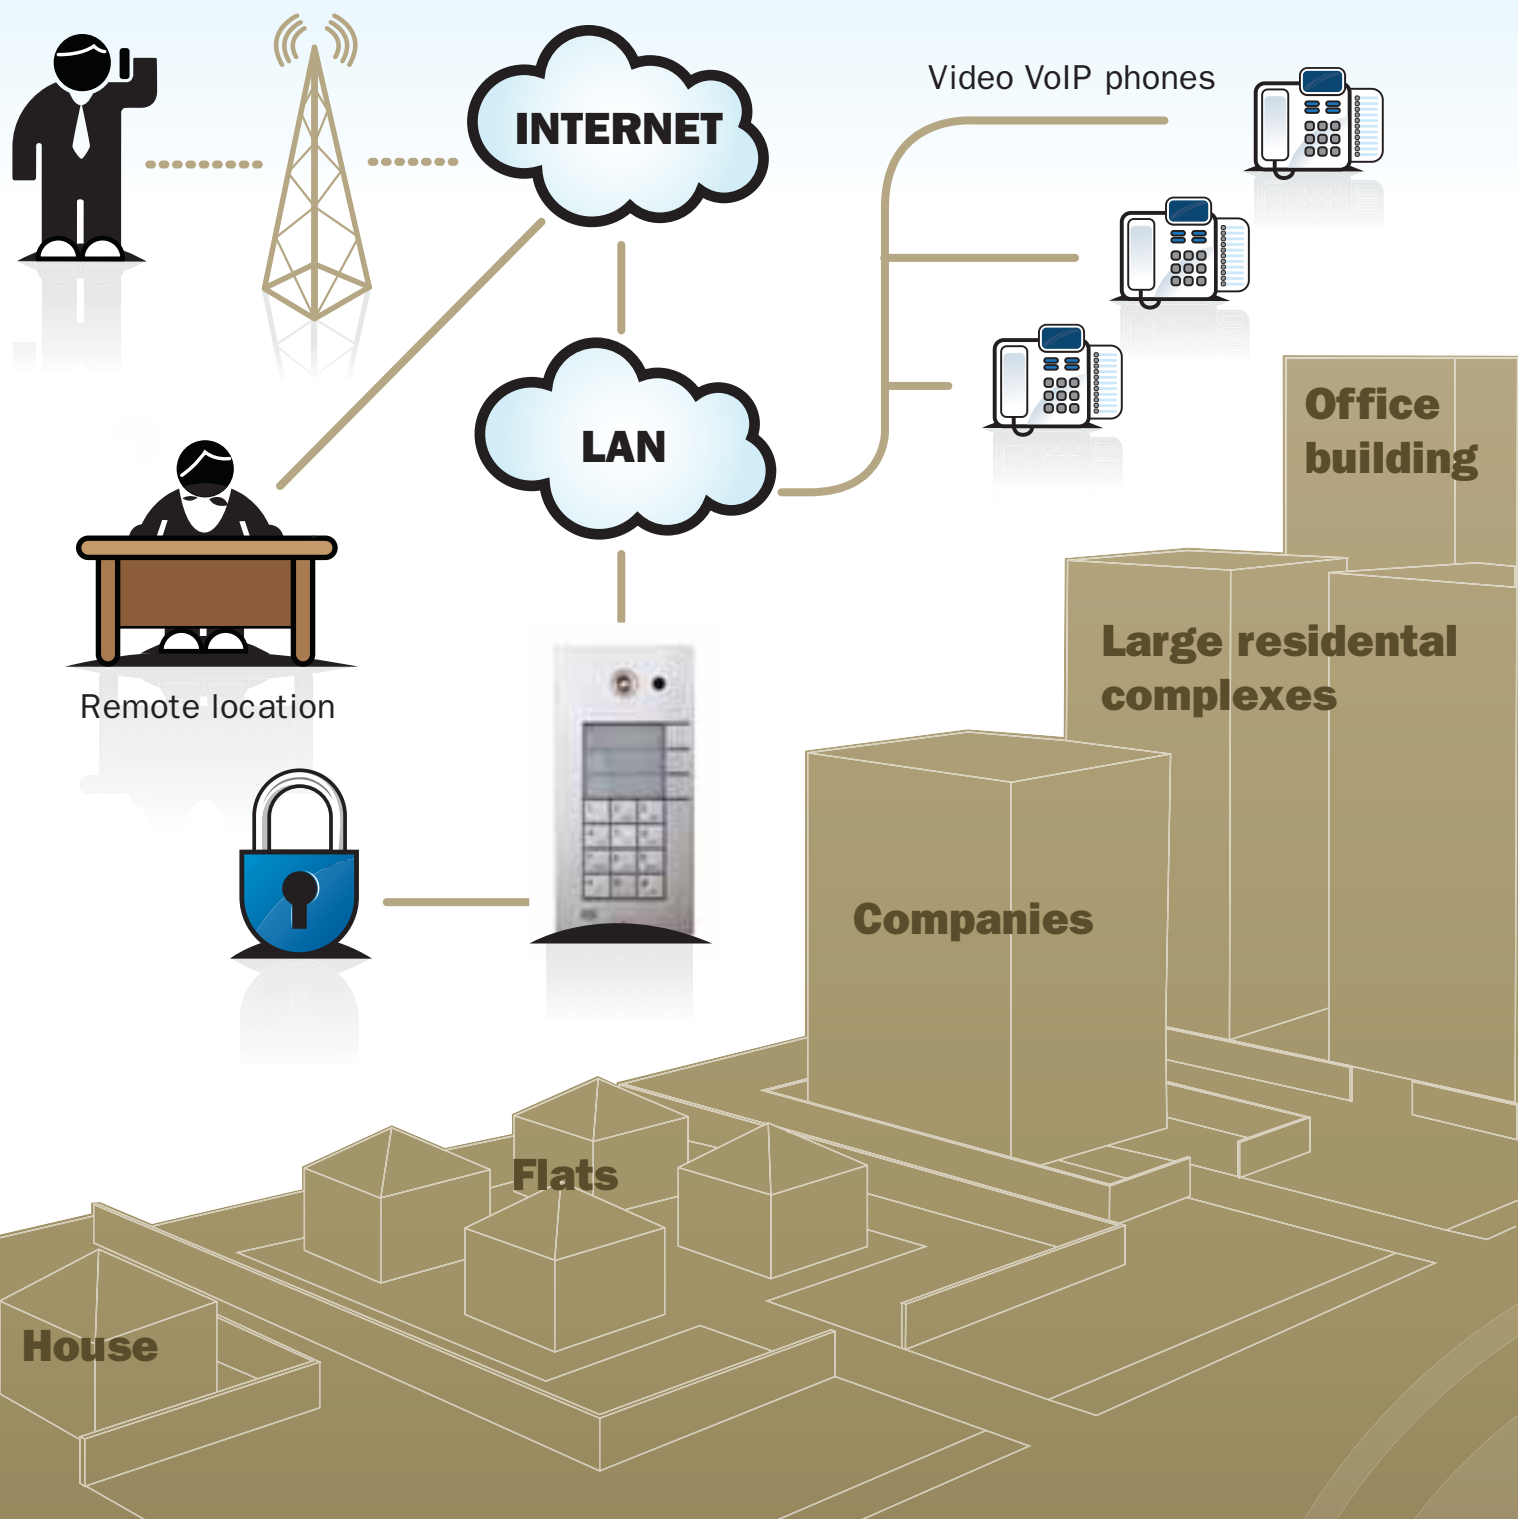 INTERNET
Video VoIP phones
LAN
Office
building
Large residental
complexes
Remote location
Companies
Flats
House